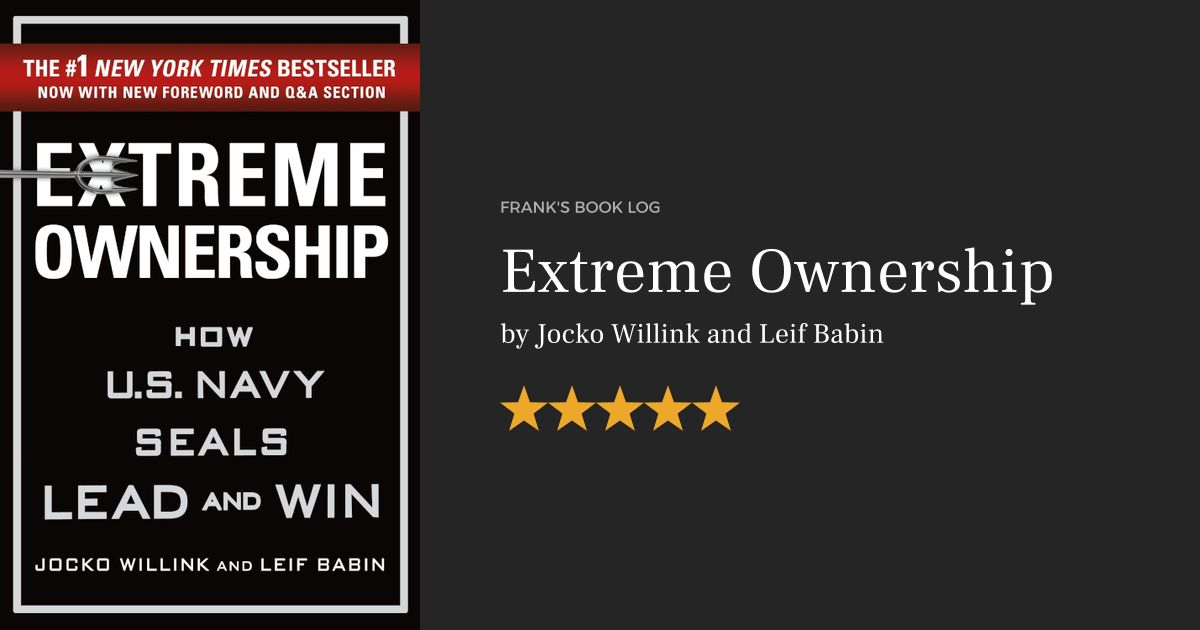 THE #1 NEW YORK TIMES BESTSELLER
NOW WITH NEW FOREWORD AND Q&A SECTION
EXTREME
OWNERSHIP
HOW
U.S. NAVY
SEALS
LEAD AND WIN
JOCKO WILLINK AND LEIF BABIN
FRANK'S BOOK LOG
Extreme Ownership
by Jocko Willink and Leif Babin